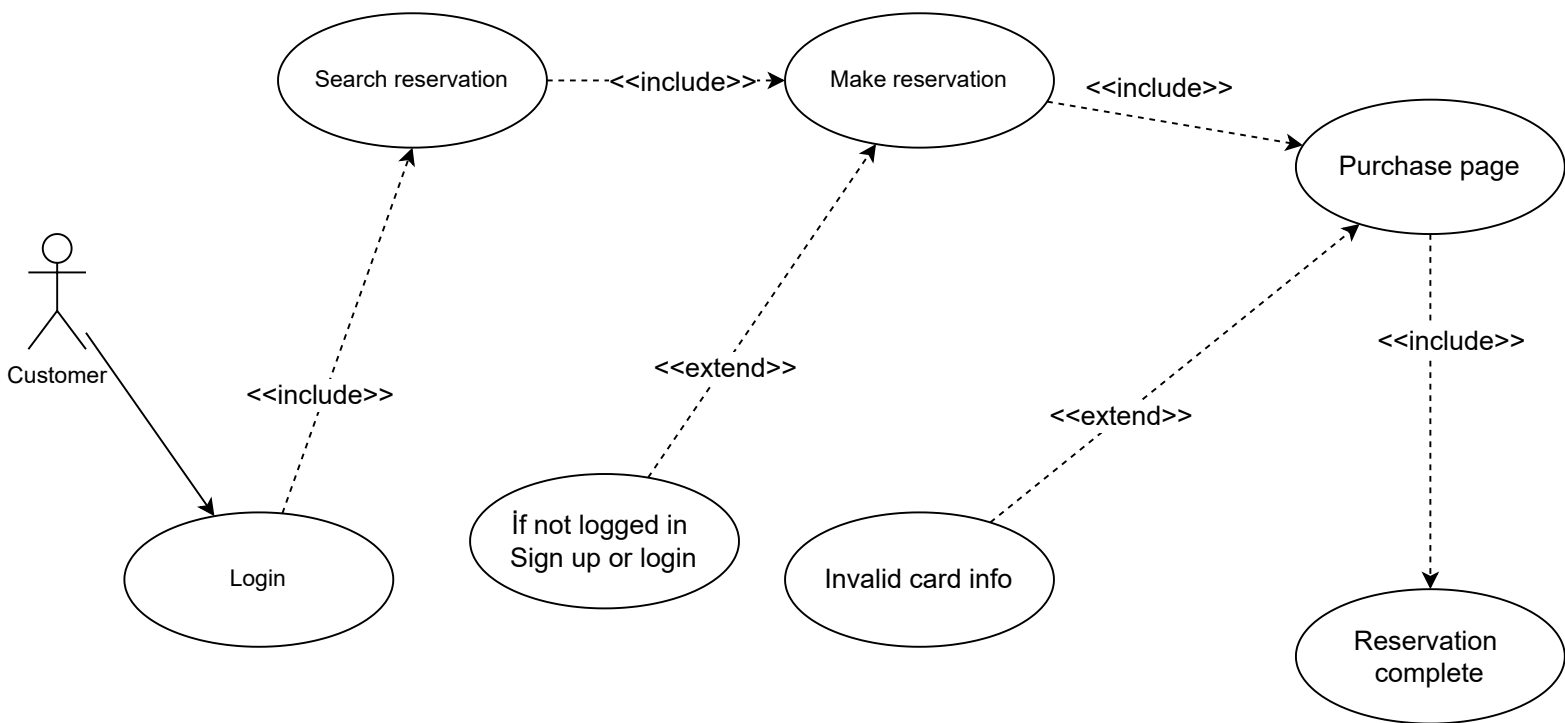 Search reservation
<<include>>
Make reservation
<<include>>
Purchase page
Customer
<<include>>
<<extend>>
<<include>>
<<extend>>
İf not logged in
Sign up or login
Login
Invalid card info
Reservation
complete